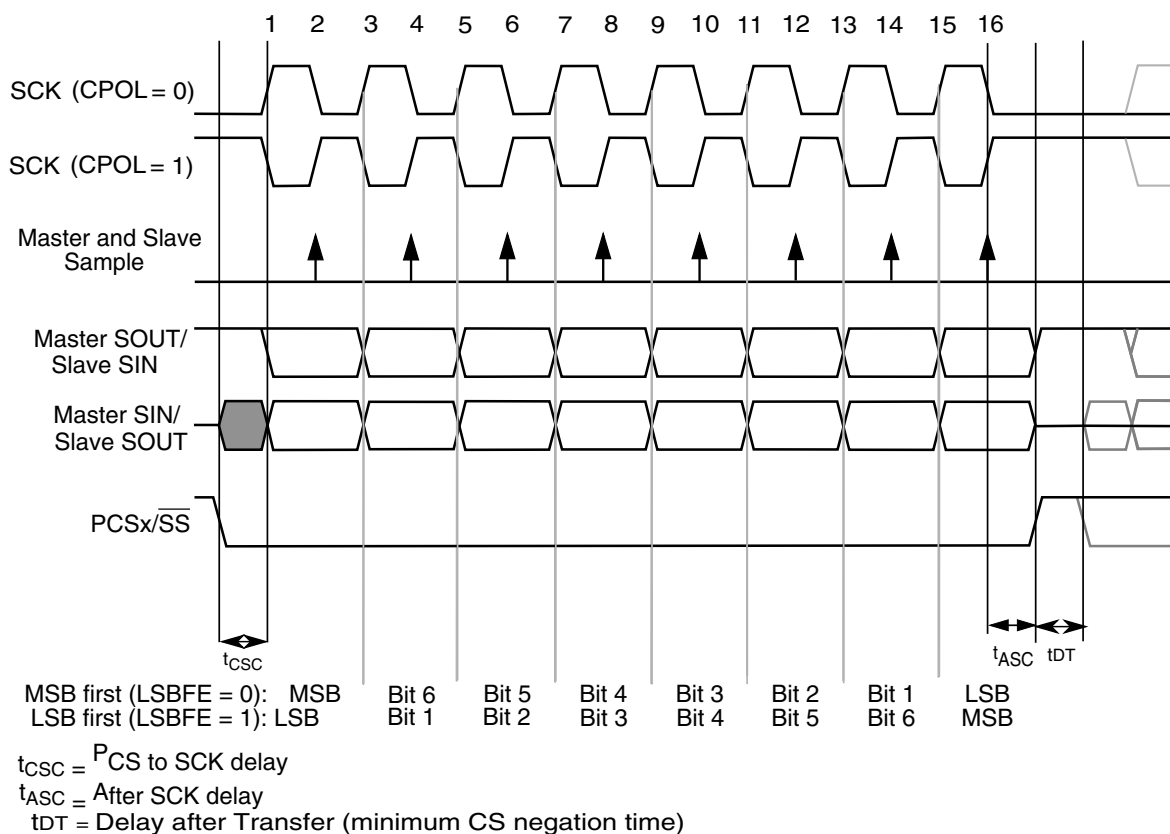 1 2 3 4 5 6 7 8 9 10 11 12 13 14 15 16
SCK (CPOL = 0)
SCK (CPOL = 1)
Master and Slave
Sample
Master SOUT/
Slave SIN
Master SIN/
Slave SOUT
PCSx/SS
tCSC
tASC
tDT
MSB first (LSBFE = 0): MSB Bit 6 Bit 5 Bit 4 Bit 3 Bit 2 Bit 1 LSB
LSB first (LSBFE = 1): LSB Bit 1 Bit 2 Bit 3 Bit 4 Bit 5 Bit 6 MSB
tCSC = PCS to SCK delay
tASC = After SCK delay
tDT = Delay after Transfer (minimum CS negation time)